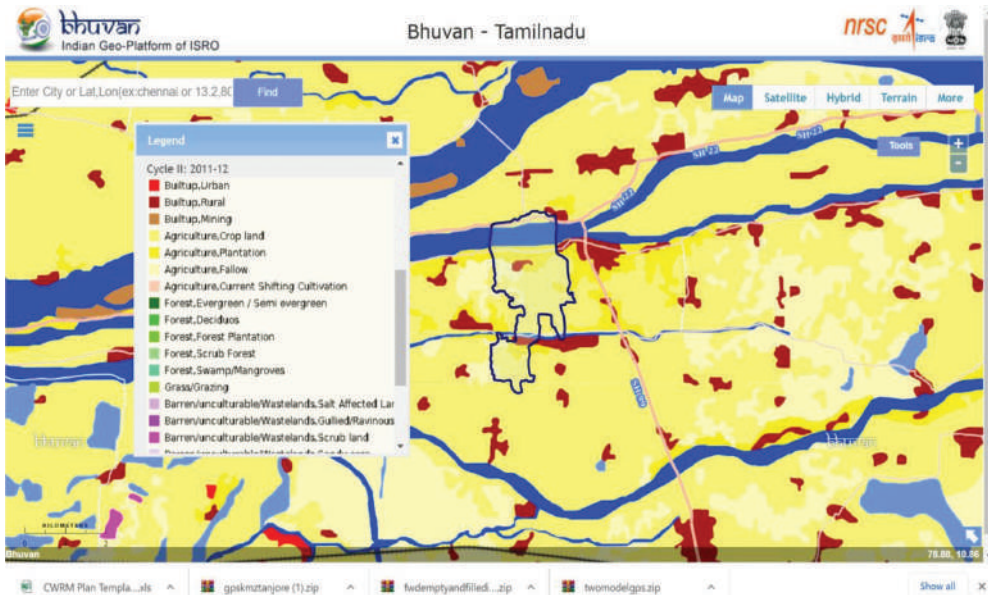 bhuvan
Indian Geo-Platform of ISRO
Bhuvan - Tamilnadu
nrsc
Enter City or Lat,Lon(ex:chennai or 13.2,80
Find
Map Satellite Hybrid Terrain More
Tools
+
-
Legend
x
Cycle II: 2011-12
Builtup,Urban
Builtup,Rural
Builtup,Mining
Agriculture,Crop land
Agriculture,Plantation
Agriculture,Fallow
Agriculture,Current Shifting Cultivation
Forest,Evergreen / Semi evergreen
Forest,Deciduos
Forest,Forest Plantation
Forest,Scrub Forest
Forest,Swamp/Mangroves
Grass/Grazing
Barren/unculturable/Wastelands,Salt Affected Lan
Barren/unculturable/Wastelands,Gullied/Ravinous
Barren/unculturable/Wastelands,Scrub land
SH-22
SH-22
SH-22
bhuvan
bhuvan
KILOMETERS
Bhuvan
CWRM Plan Templa...xls
gpskmztanjore (1).zip
fwdemptyandfilledi...zip
twomodelgps.zip
Show all
X